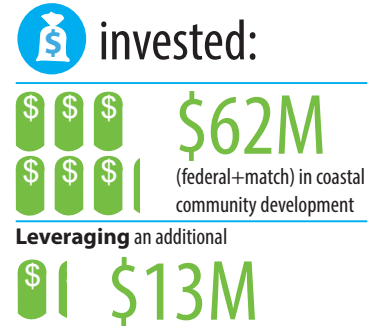 $ invested:
$ $ $
$62M
$ $ $
(federal+match) in coastal
community development
Leveraging an additional
$ $13M